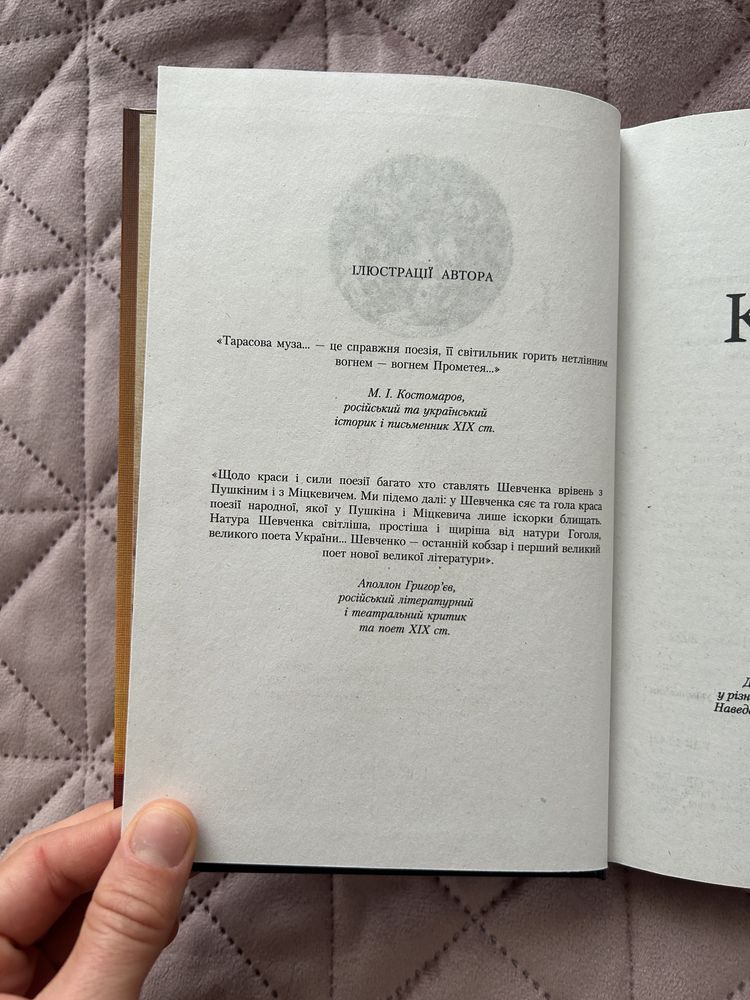 ІЛЮСТРАЦІЇ АВТОРА
«Тарасова муза... — це справжня поезія, її світильник горить нетлінним
вогнем — вогнем Прометея...»
М. І. Костомаров,
російський та український
історик і письменник XIX ст.
«Щодо краси і сили поезії багато хто ставлять Шевченка врівень з
Пушкіним і з Міцкевичем. Ми підемо далі: у Шевченка сяє та гола краса
поезії народної, якої у Пушкіна і Міцкевича лише іскорки блищать.
Натура Шевченка світліша, простіша і щиріша від натури Гоголя,
великого поета України... Шевченко — останній кобзар і перший великий
поет нової великої літератури».
Аполлон Григор’єв,
російський літературний
і театральний критик
та поет XIX ст.
К
Д
у різн
Наведе